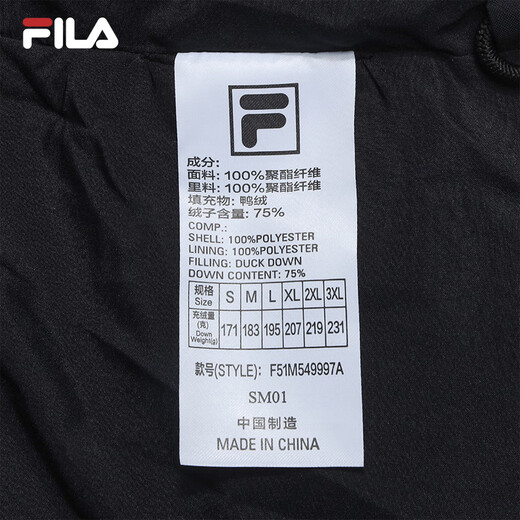 FILA
F
成分:
面料: 100%聚酯纤维
里料: 100%聚酯纤维
填充物: 鸭绒
绒子含量: 75%
COMP.:
SHELL: 100%POLYESTER
LINING: 100%POLYESTER
FILLING: DUCK DOWN
DOWN CONTENT: 75%
规格 Size S M L XL 2XL 3XL
充绒量 (克) Down Weight(g) 171 183 195 207 219 231
款号(STYLE): F51M549997A
SM01
中国制造
MADE IN CHINA